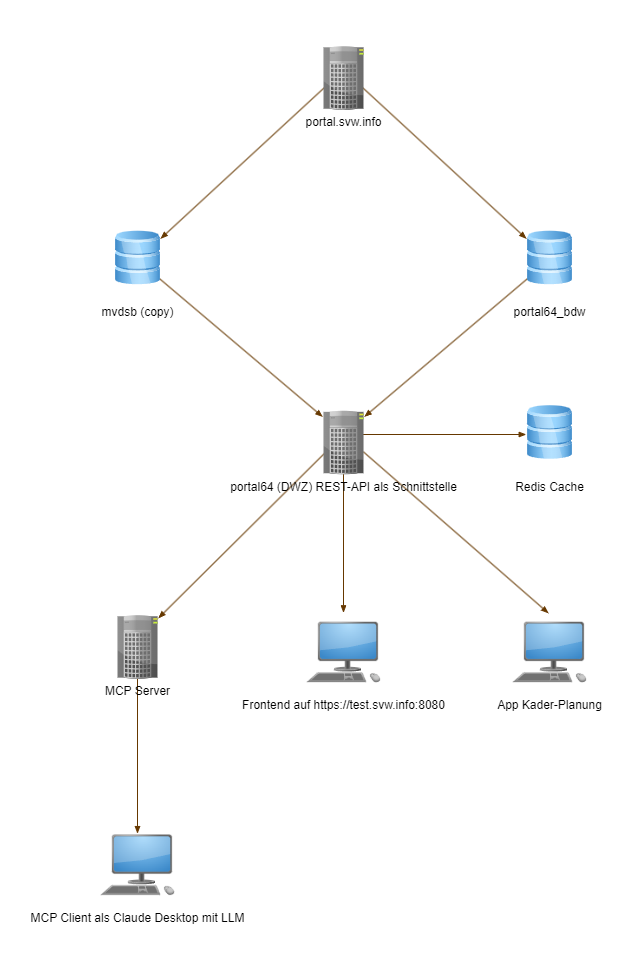 portal.svw.info
mvdsb (copy)
portal64_bdw
portal64 (DWZ) REST-API als Schnittstelle
Redis Cache
MCP Server
Frontend auf https://test.svw.info:8080
App Kader-Planung
MCP Client als Claude Desktop mit LLM